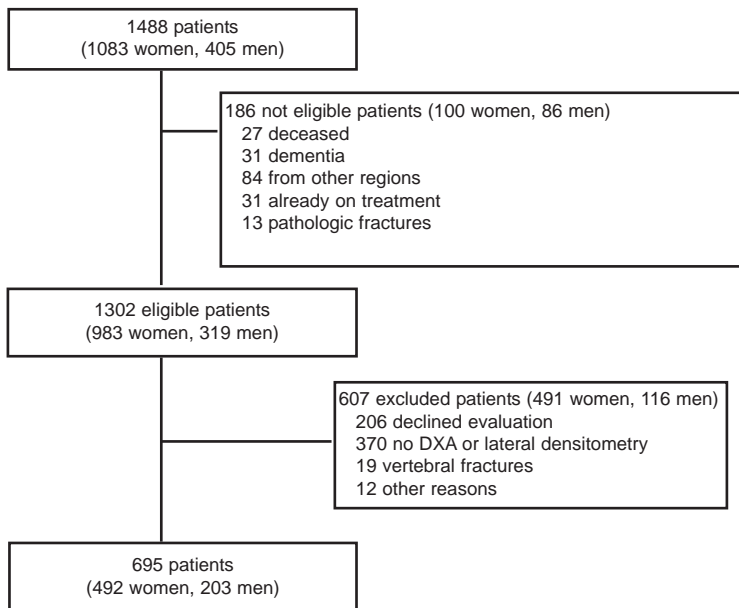 1488 patients
(1083 women, 405 men)
186 not eligible patients (100 women, 86 men)
27 deceased
31 dementia
84 from other regions
31 already on treatment
13 pathologic fractures
1302 eligible patients
(983 women, 319 men)
607 excluded patients (491 women, 116 men)
206 declined evaluation
370 no DXA or lateral densitometry
19 vertebral fractures
12 other reasons
695 patients
(492 women, 203 men)